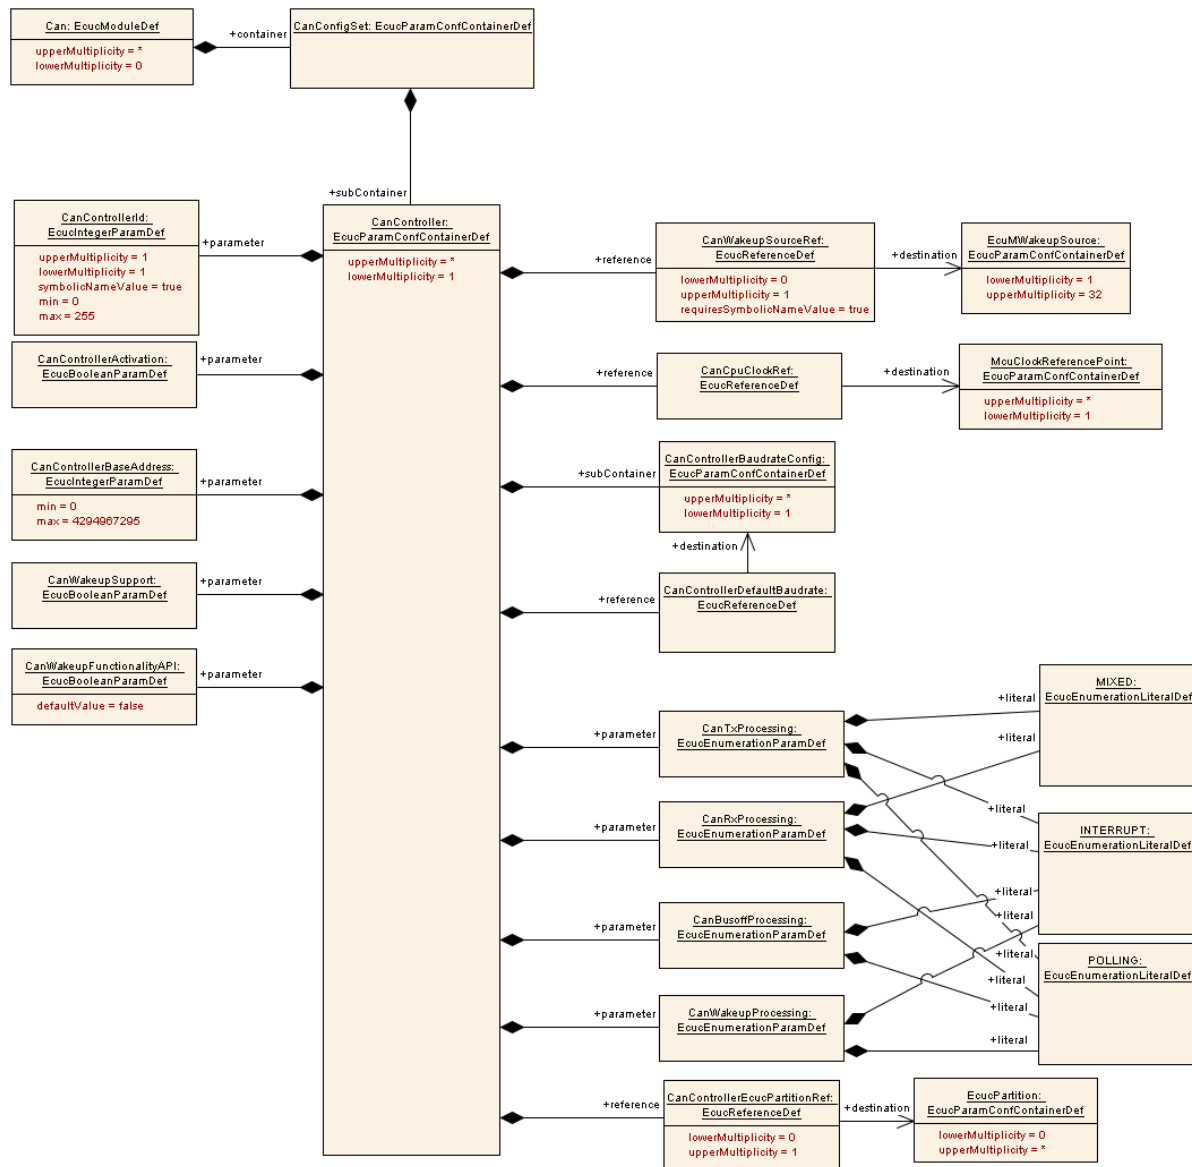 Can: EcucModuleDef
upperMultiplicity = *
lowerMultiplicity = 0
+container
CanConfigSet: EcucParamConfContainerDef
+subContainer
CanController:
EcucParamConfContainerDef
upperMultiplicity = *
lowerMultiplicity = 1
CanControllerId:
EcucIntegerParamDef
upperMultiplicity = 1
lowerMultiplicity = 1
symbolicNameValue = true
min = 0
max = 255
+parameter
CanControllerActivation:
EcucBooleanParamDef
+parameter
CanControllerBaseAddress:
EcucIntegerParamDef
min = 0
max = 4294967295
+parameter
CanWakeupSupport:
EcucBooleanParamDef
+parameter
CanWakeupFunctionalityAPI:
EcucBooleanParamDef
defaultValue = false
+parameter
+reference
CanWakeupSourceRef:
EcucReferenceDef
lowerMultiplicity = 0
upperMultiplicity = 1
requiresSymbolicNameValue = true
+destination
EcuMWakeupSource:
EcucParamConfContainerDef
lowerMultiplicity = 1
upperMultiplicity = 32
+reference
CanCpuClockRef:
EcucReferenceDef
+destination
McuClockReferencePoint:
EcucParamConfContainerDef
upperMultiplicity = *
lowerMultiplicity = 1
+subContainer
CanControllerBaudrateConfig:
EcucParamConfContainerDef
upperMultiplicity = *
lowerMultiplicity = 1
+destination
+reference
CanControllerDefaultBaudrate:
EcucReferenceDef
+parameter
CanTxProcessing:
EcucEnumerationParamDef
+parameter
CanRxProcessing:
EcucEnumerationParamDef
+parameter
CanBusoffProcessing:
EcucEnumerationParamDef
+parameter
CanWakeupProcessing:
EcucEnumerationParamDef
+literal
+literal
+literal
+literal
+literal
+literal
+literal
+literal
+literal
+literal
MIXED:
EcucEnumerationLiteralDef
INTERRUPT:
EcucEnumerationLiteralDef
POLLING:
EcucEnumerationLiteralDef
+reference
CanControllerEcucPartitionRef:
EcucReferenceDef
lowerMultiplicity = 0
upperMultiplicity = 1
+destination
EcucPartition:
EcucParamConfContainerDef
lowerMultiplicity = 0
upperMultiplicity = *